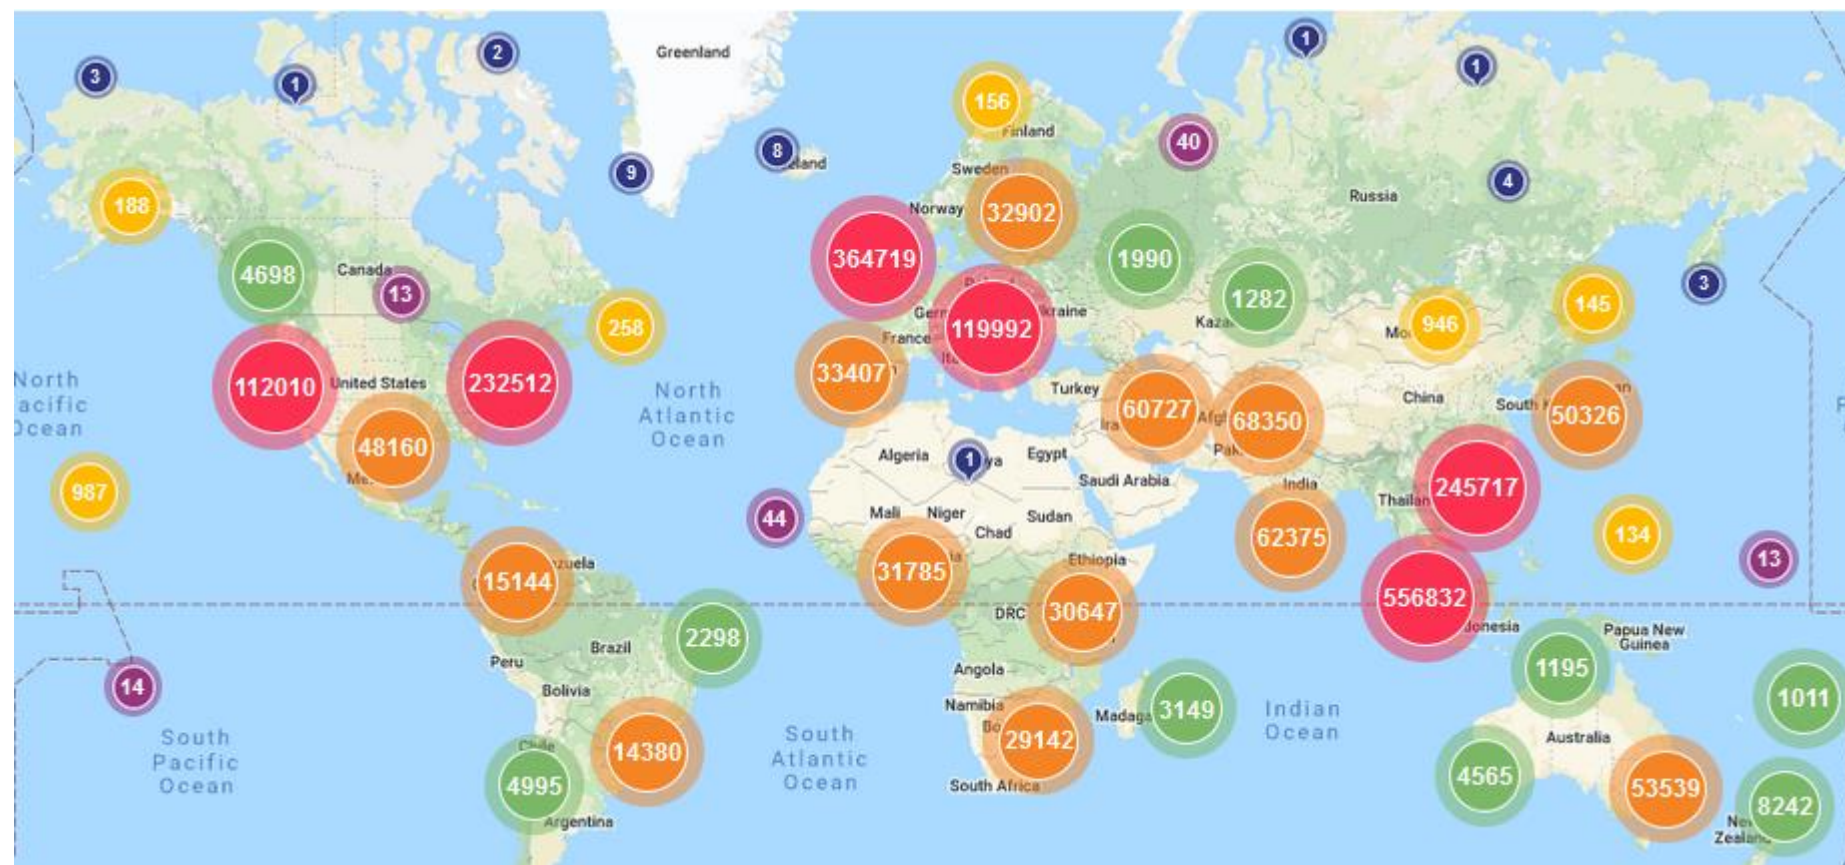 Greenland
1
2
1
3
1
156
Finland
40
8
9
Sweden
4
188
Russia
Norway
32902
364719
1990
4698
Canada
13
1282
3
258
119992
946
145
France
112010
United States
232512
33407
Turkey
60727
68350
China
50326
North
Atlantic
Ocean
North
Ocean
48160
Algeria
1
Egypt
Saudi Arabia
987
India
245717
44
Mali
Niger
Chad
Sudan
62375
134
13
15144
31785
Ethiopia
30647
DRC
556832
2298
Brazil
Peru
Bolivia
Angola
Namibia
1195
Papua New
Guinea
14
3149
Indian
Ocean
1011
South
Pacific
Ocean
South
Atlantic
Ocean
Australia
14380
29142
4995
South Africa
4565
53539
8242
Argentina